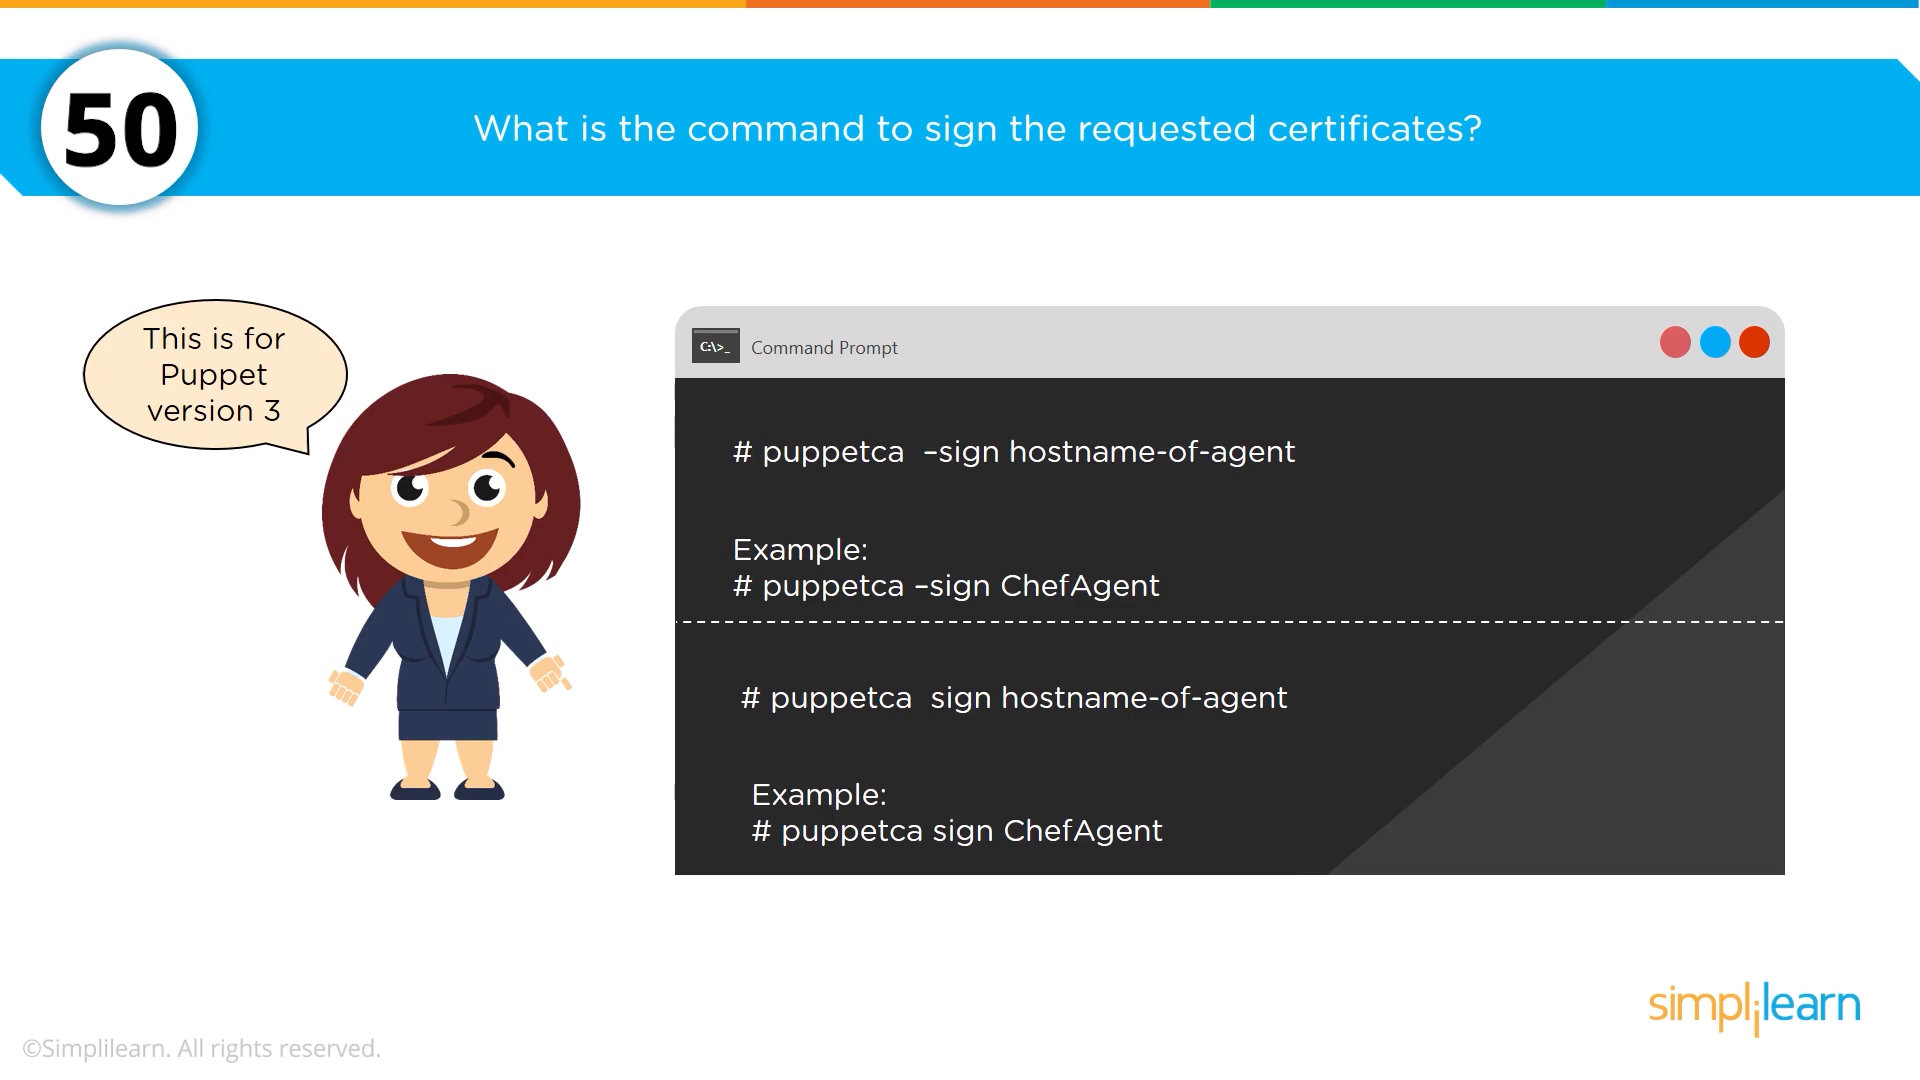 50
What is the command to sign the requested certificates?
This is for
Puppet
version 3
C:\>_
Command Prompt
# puppetca  –sign hostname-of-agent
Example:
# puppetca –sign ChefAgent
# puppetca  sign hostname-of-agent
Example:
# puppetca sign ChefAgent
simplilearn
©Simplilearn. All rights reserved.